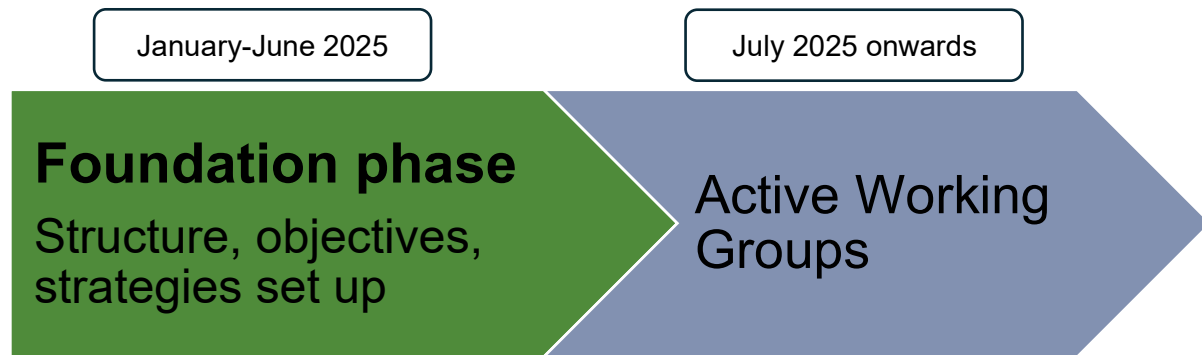 January-June 2025
July 2025 onwards
Foundation phase
Structure, objectives,
strategies set up
Active Working
Groups